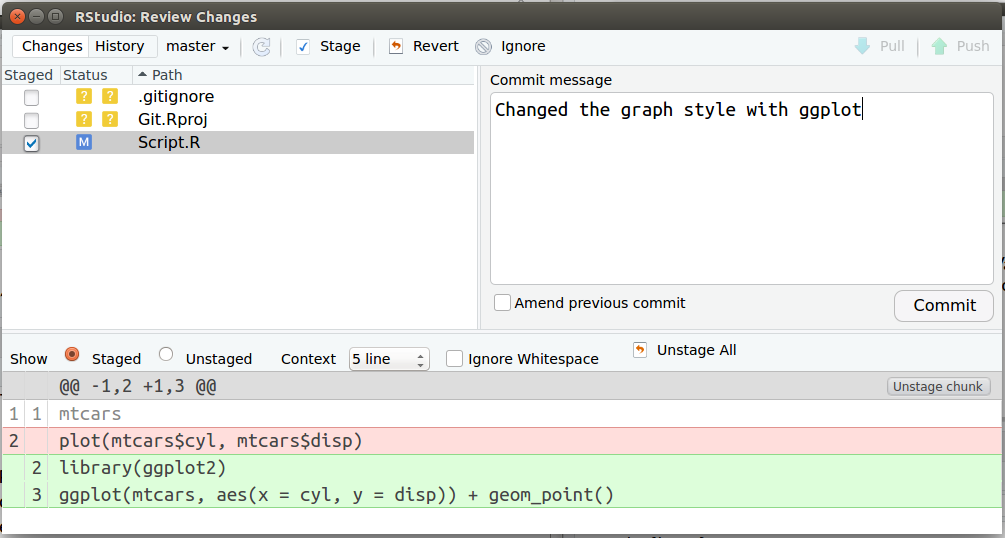 RStudio: Review Changes
Changes History master Stage Revert Ignore Pull Push
Staged Status Path
? ? .gitignore
? ? Git.Rproj
M Script.R
Commit message
Changed the graph style with ggplot
Amend previous commit Commit
Show Staged Unstaged Context 5 line Ignore Whitespace Unstage All
@@ -1,2 +1,3 @@ Unstage chunk
1 1 mtcars
2 plot(mtcars$cyl, mtcars$disp)
2 library(ggplot2)
3 ggplot(mtcars, aes(x = cyl, y = disp)) + geom_point()